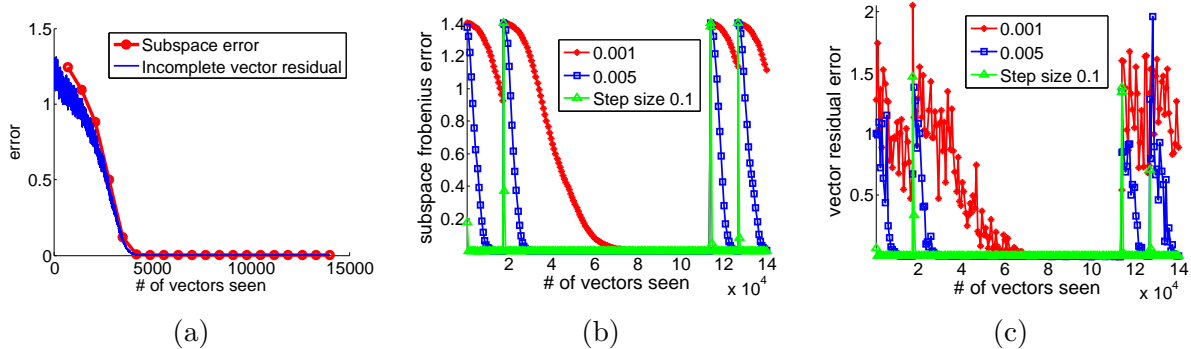 1.5
1
0.5
0
error
0
5000
10000
15000
# of vectors seen
Subspace error
Incomplete vector residual
(a)
1.4
1.2
1
0.8
0.6
0.4
0.2
subspace frobenius error
2
4
6
8
10
12
14
# of vectors seen
x 10^4
0.001
0.005
Step size 0.1
(b)
2
1.5
1
0.5
vector residual error
2
4
6
8
10
12
14
# of vectors seen
x 10^4
0.001
0.005
Step size 0.1
(c)